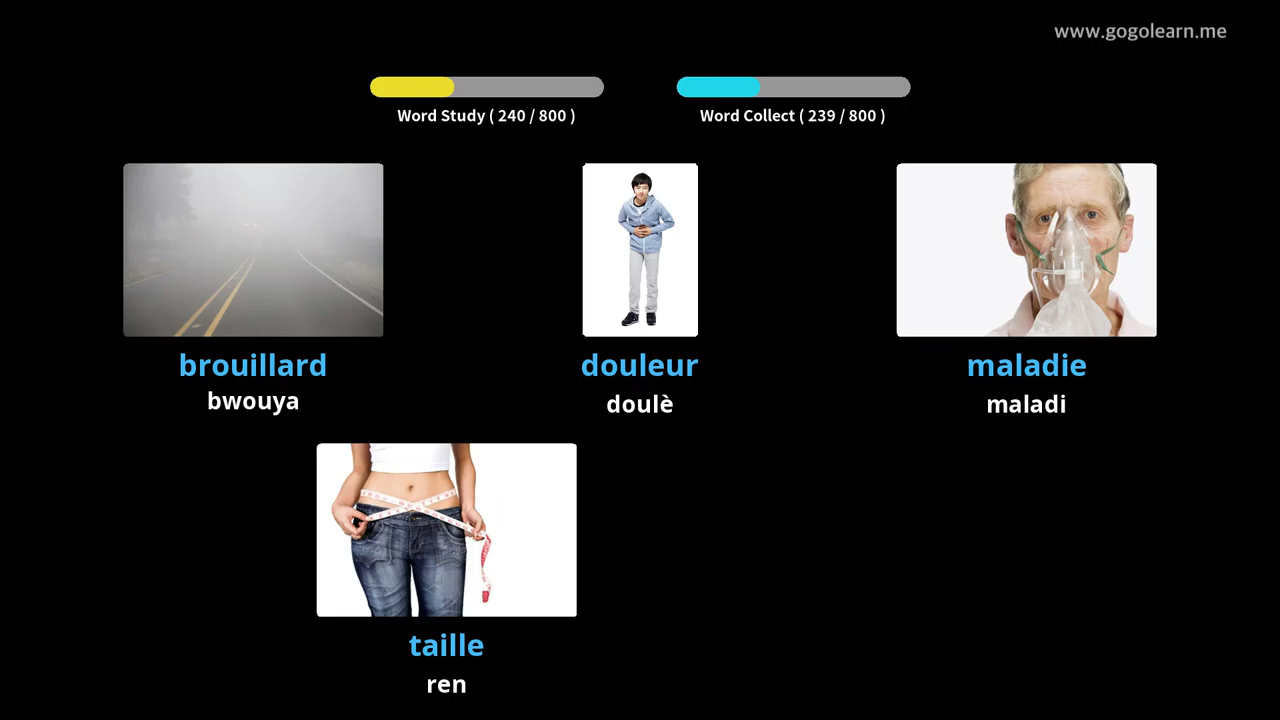 www.gogolearn.me
Word Study ( 240 / 800 )
Word Collect ( 239 / 800 )
brouillard
bwouya
douleur
doulè
maladie
maladi
taille
ren